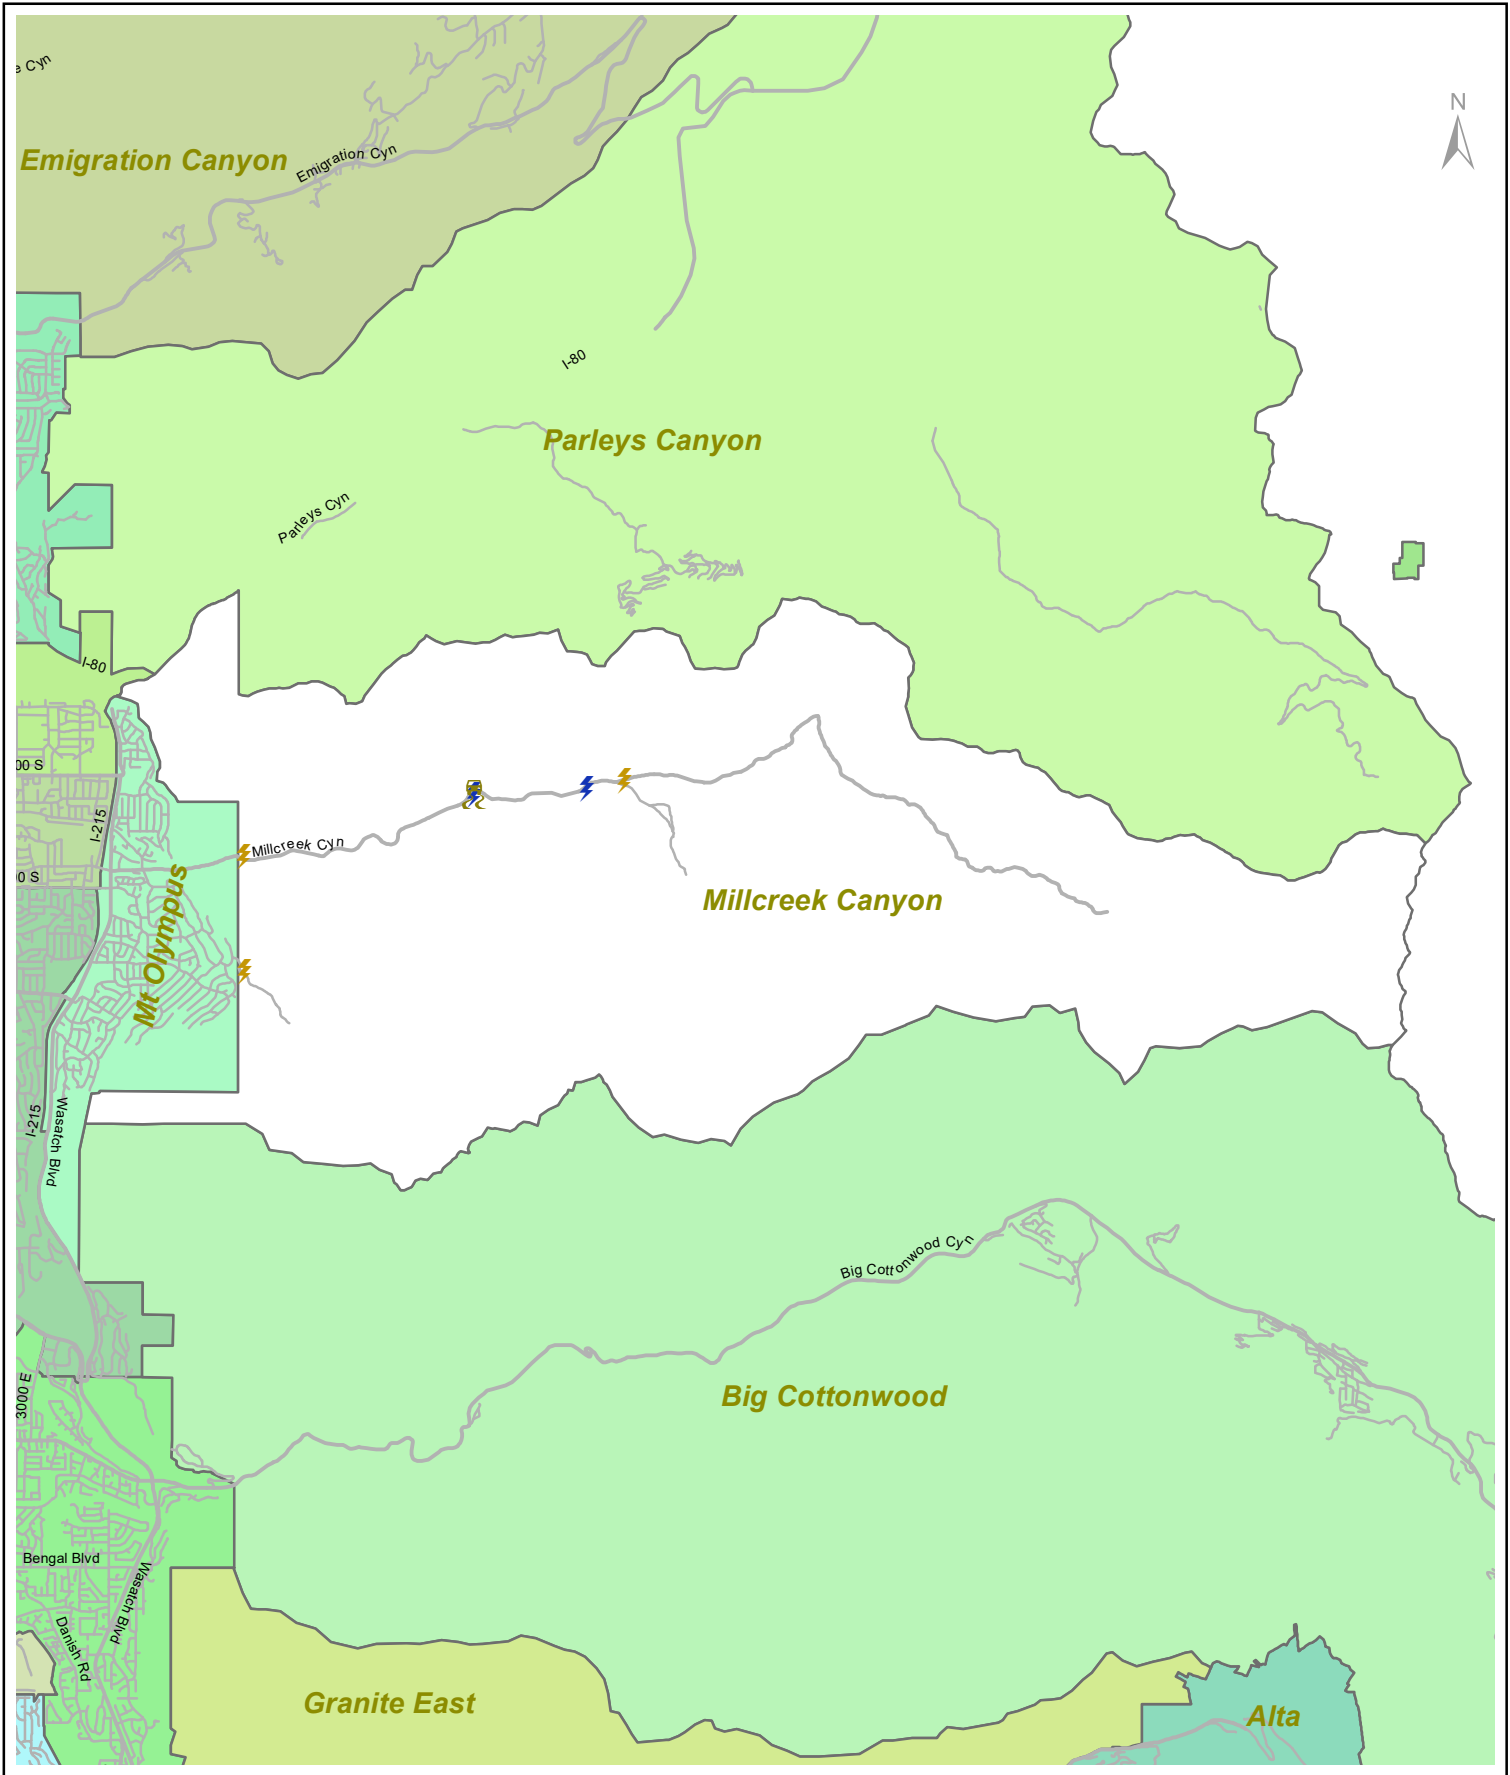 e Cyn
N
Emigration Canyon
Emigration Cyn
I-80
Parleys Canyon
Parleys Cyn
I-80
00 S
I-215
Millcreek Cyn
0 S
Mt Olympus
Millcreek Canyon
I-215
Wasatch Blvd
Big Cottonwood Cyn
3000 E
Big Cottonwood
Bengal Blvd
Wasatch Blvd
Danish Rd
Granite East
Alta